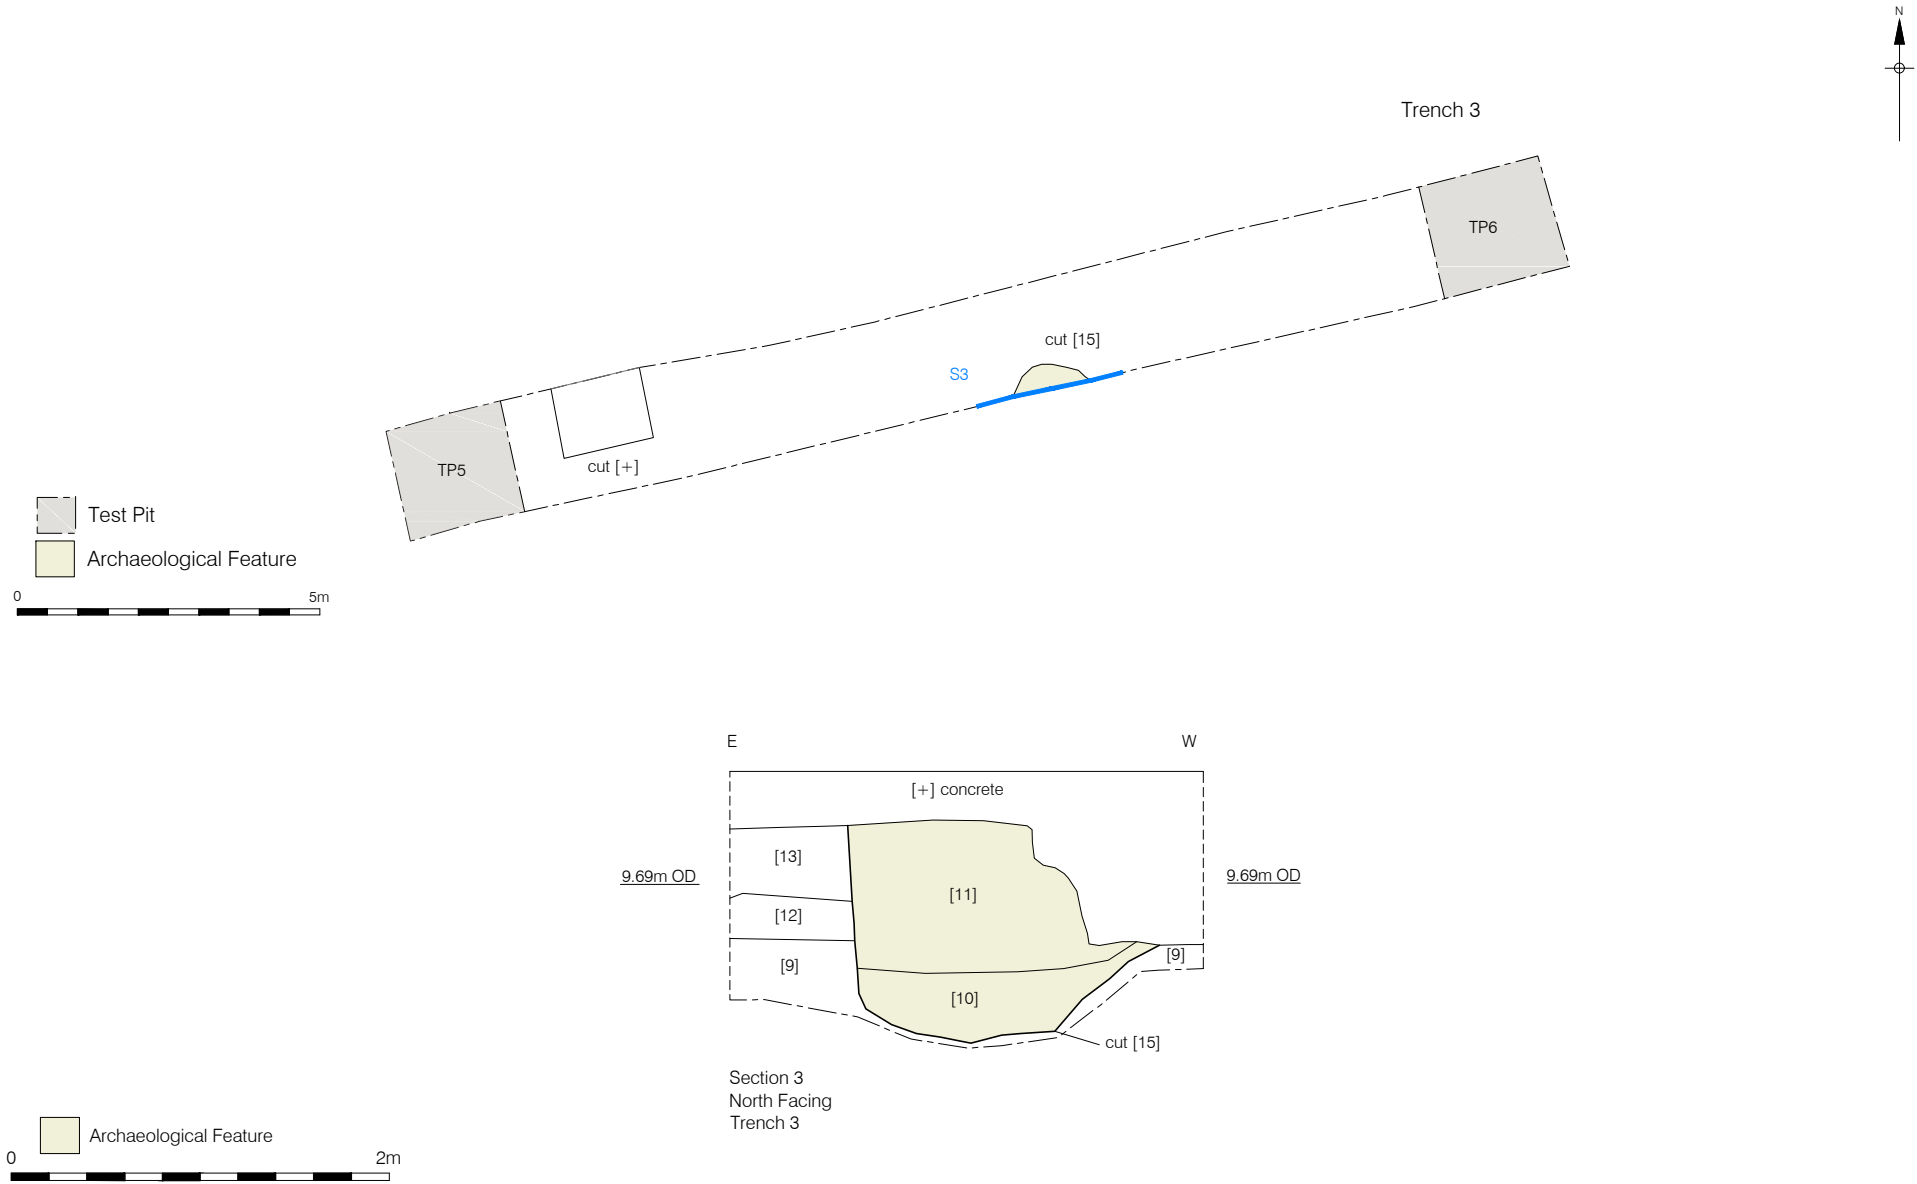 N
Trench 3
TP6
cut [15]
S3
TP5
cut [+]
Test Pit
Archaeological Feature
0 5m
E W
[+] concrete
[13]
9.69m OD
9.69m OD
[11]
[12]
[9]
[9]
[10]
cut [15]
Section 3
North Facing
Trench 3
Archaeological Feature
0 2m